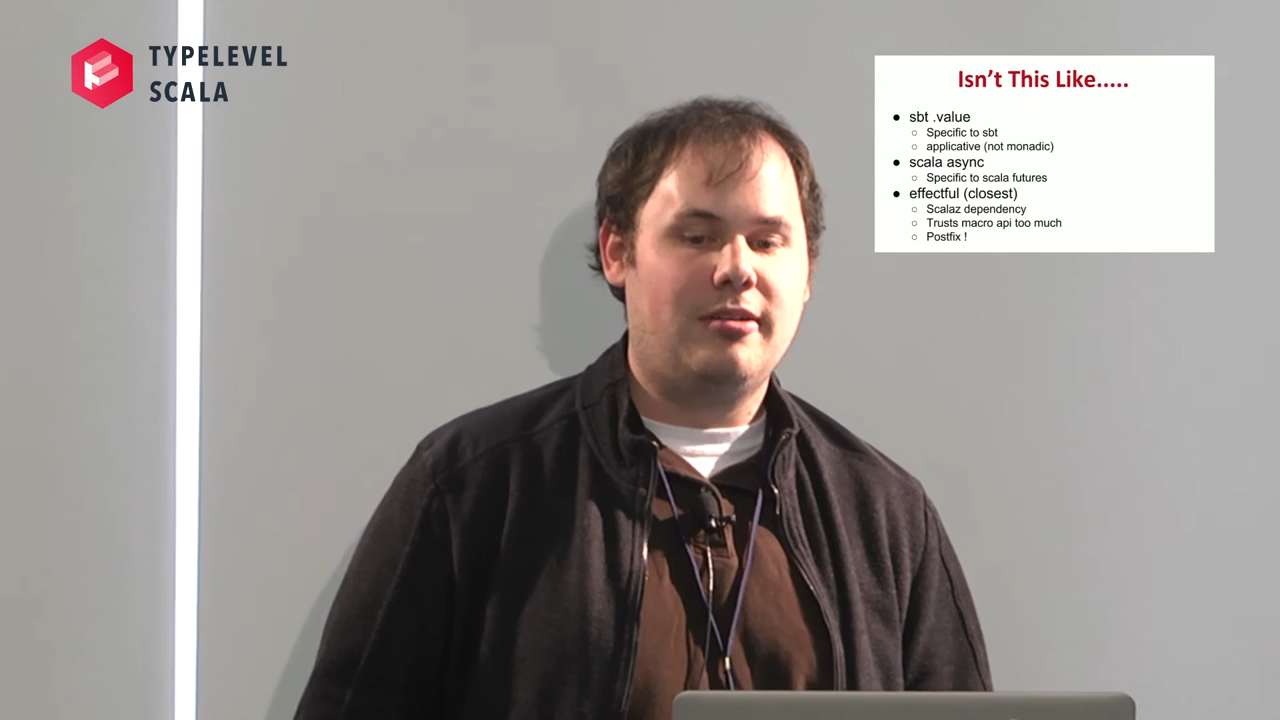 TYPELEVEL
SCALA
Isn't This Like.....
● sbt .value
○ Specific to sbt
○ applicative (not monadic)
● scala async
○ Specific to scala futures
● effectful (closest)
○ Scalaz dependency
○ Trusts macro api too much
○ Postfix !